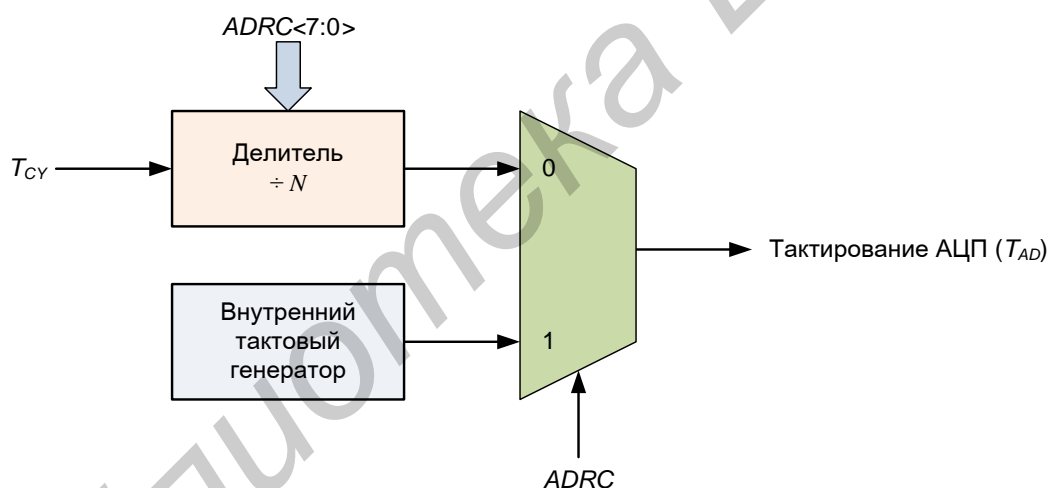 ADRC<7:0>
Делитель
÷ N
T_CY
0
Тактирование АЦП (T_AD)
Внутренний
тактовый
генератор
1
ADRC